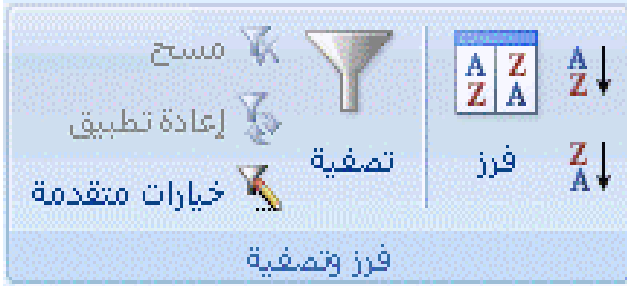 فرز
تصفية
مسح
إعادة تطبيق
خيارات متقدمة
فرز وتصفية